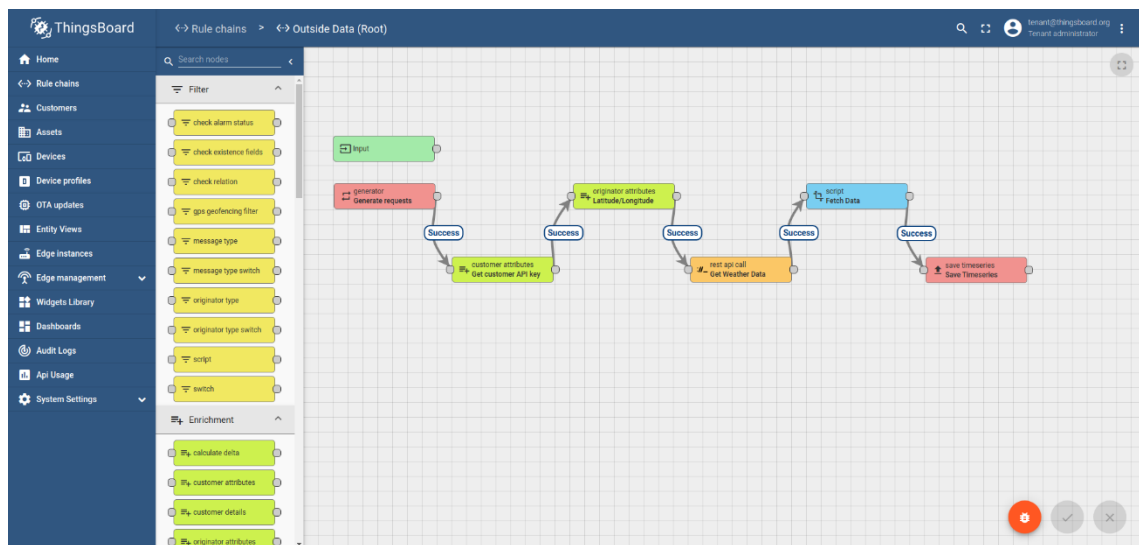 ThingsBoard
Rule chains > Outside Data (Root)
tenant@thingsboard.org
Tenant administrator
Home
Rule chains
Customers
Assets
Devices
Device profiles
OTA updates
Entity Views
Edge instances
Edge management
Widgets Library
Dashboards
Audit Logs
Api Usage
System Settings
Search nodes
Filter
check alarm status
check existence fields
check relation
gps geofencing filter
message type
message type switch
originator type
originator type switch
script
switch
Enrichment
calculate delta
customer attributes
customer details
originator attributes
Input
generator
Generate requests
Success
customer attributes
Get customer API key
Success
originator attributes
Latitude/Longitude
Success
rest api call
Get Weather Data
Success
script
Fetch Data
Success
save timeseries
Save Timeseries